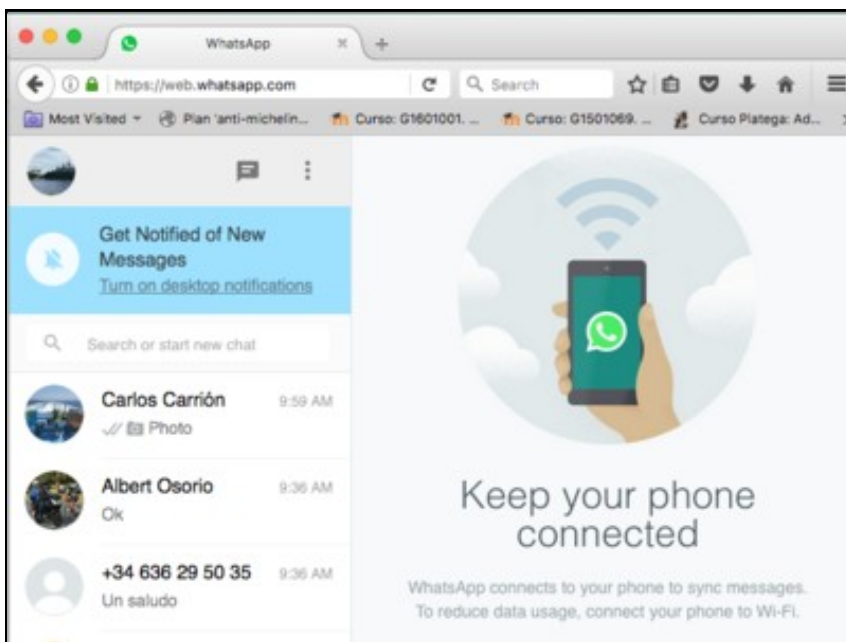 WhatsApp
https://web.whatsapp.com
Search
Most Visited
Plan 'anti-michelin...
Curso: G1601001. ...
Curso: G1501069. ...
Curso Platega: Ad...
Get Notified of New
Messages
Turn on desktop notifications
Search or start new chat
Carlos Carrión 9:59 AM
Photo
Albert Osorio 9:36 AM
Ok
+34 636 29 50 35 9:36 AM
Un saludo
Keep your phone
connected
WhatsApp connects to your phone to sync messages.
To reduce data usage, connect your phone to Wi-Fi.